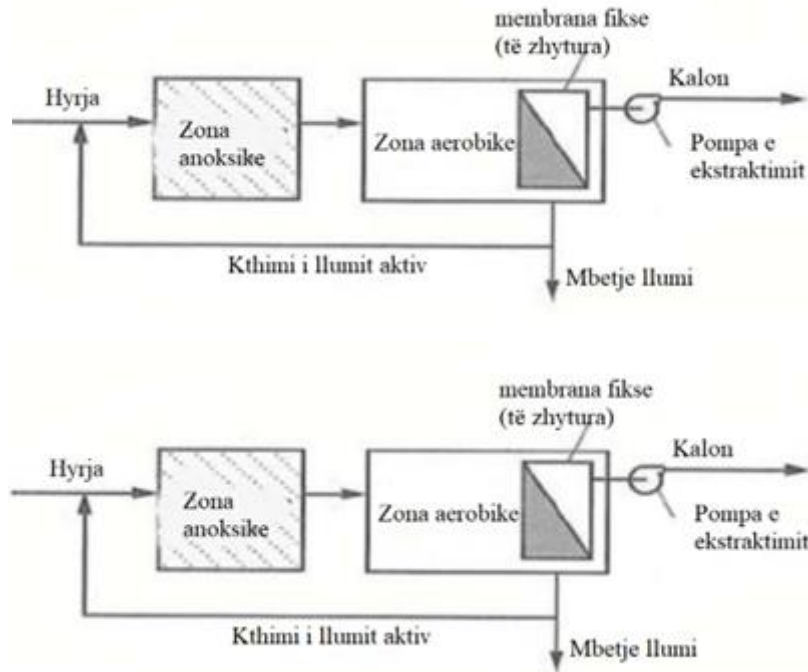 membrana fikse
(të zhytura)
Hyrja
Kalon
Zona
anoksike
Zona aerobike
Pompa e
ekstraktimit
Kthimi i llumit aktiv
Mbetje llumi
membrana fikse
(të zhytura)
Hyrja
Kalon
Zona
anoksike
Zona aerobike
Pompa e
ekstraktimit
Kthimi i llumit aktiv
Mbetje llumi